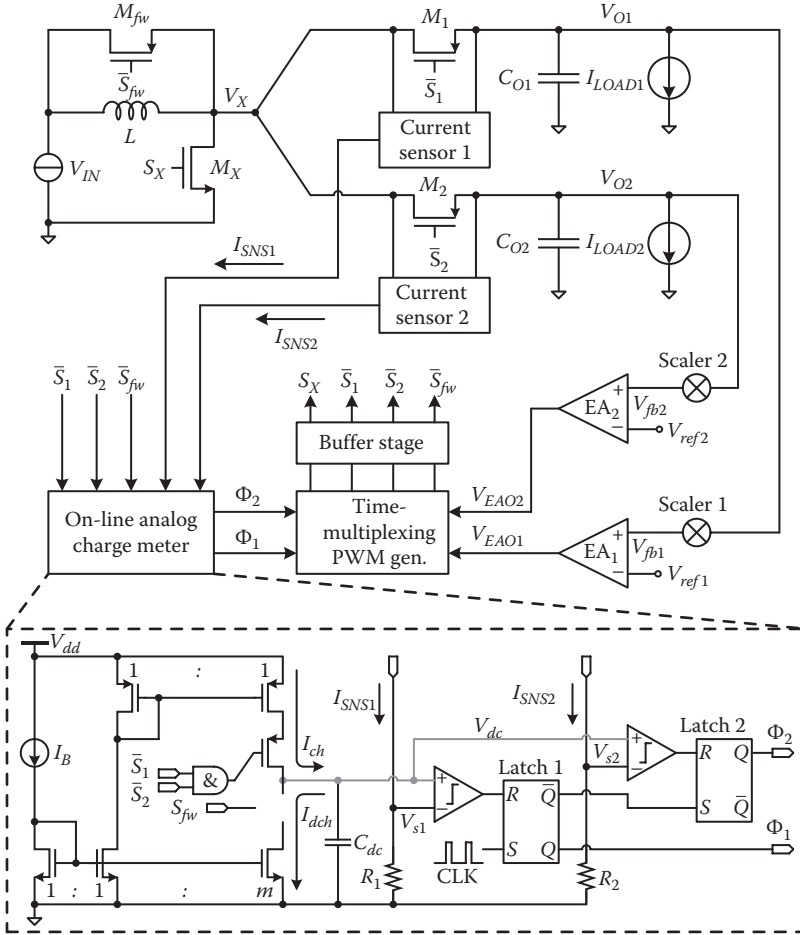 M_fw
S̅_fw
L
V_X
V_IN
S_X
M_X
M_1
S̅_1
Current sensor 1
C_O1
I_LOAD1
V_O1
M_2
S̅_2
Current sensor 2
C_O2
I_LOAD2
V_O2
I_SNS1
I_SNS2
S̅_1
S̅_2
S̅_fw
S_X
S̅_1
S̅_2
S̅_fw
Buffer stage
On-line analog charge meter
Φ_2
Φ_1
Time-multiplexing PWM gen.
V_EAO2
V_EAO1
Scaler 2
EA_2
+
−
V_fb2
V_ref2
Scaler 1
EA_1
+
−
V_fb1
V_ref1
V_dd
1
:
1
I_B
S̅_1
S̅_2
&
S_fw
I_ch
I_dch
C_dc
1
:
1
:
m
I_SNS1
V_s1
R_1
V_dc
+
−
CLK
Latch 1
R
Q̅
S
Q
I_SNS2
V_s2
R_2
+
−
Latch 2
R
Q
S
Q̅
Φ_2
Φ_1